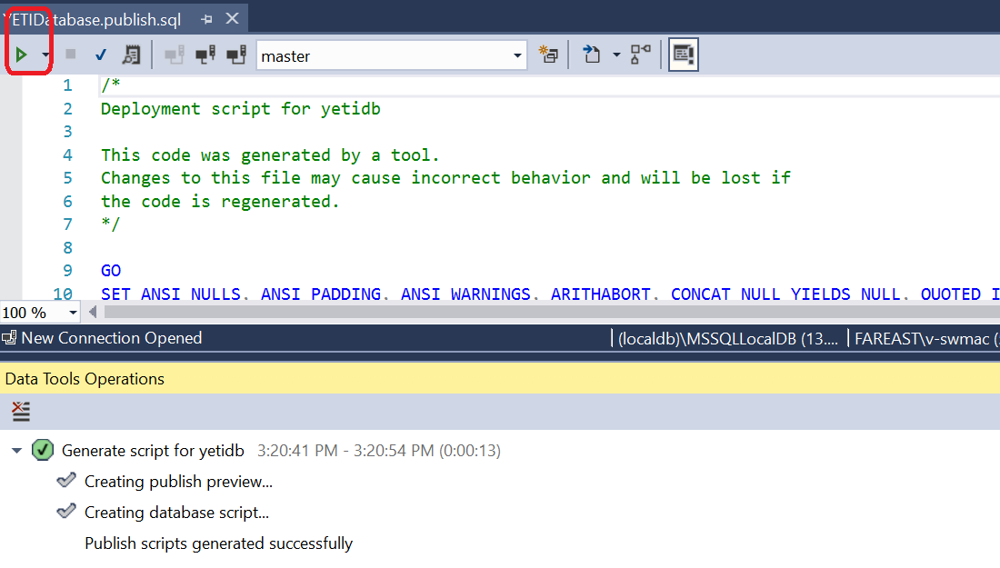 YETIDatabase.publish.sql
master
1 /*
2 Deployment script for yetidb
3
4 This code was generated by a tool.
5 Changes to this file may cause incorrect behavior and will be lost if
6 the code is regenerated.
7 */
8
9 GO
10 SET ANSI_NULLS, ANSI_PADDING, ANSI_WARNINGS, ARITHABORT, CONCAT_NULL_YIELDS_NULL, QUOTED_I
100 %
New Connection Opened (localdb)\MSSQLLocalDB (13.... FAREAST\v-swmac (
Data Tools Operations
Generate script for yetidb 3:20:41 PM - 3:20:54 PM (0:00:13)
Creating publish preview...
Creating database script...
Publish scripts generated successfully